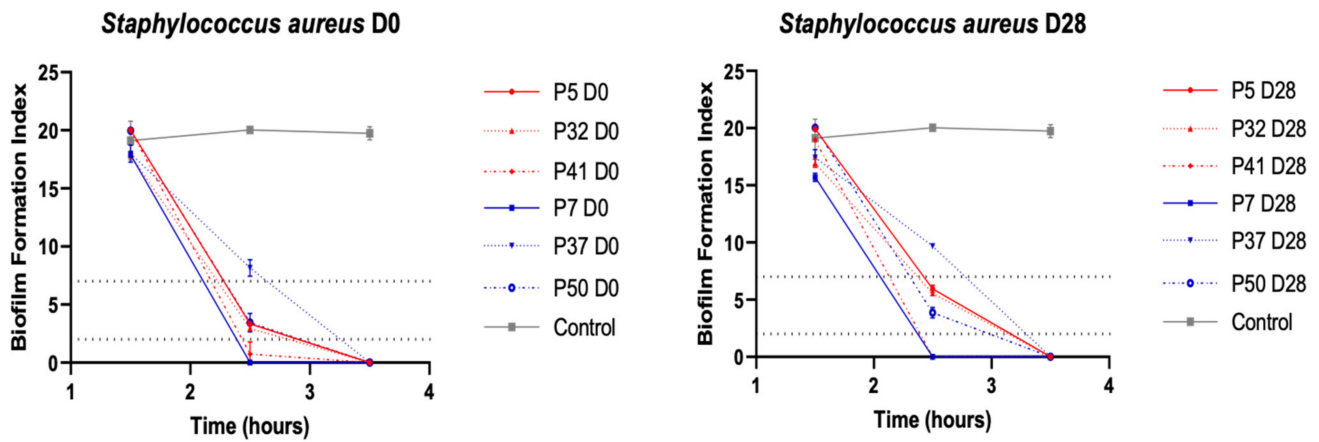 Staphylococcus aureus D0
Biofilm Formation Index
25
20
15
10
5
0
1
2
3
4
Time (hours)
P5 D0
P32 D0
P41 D0
P7 D0
P37 D0
P50 D0
Control
Staphylococcus aureus D28
Biofilm Formation Index
25
20
15
10
5
0
1
2
3
4
Time (hours)
P5 D28
P32 D28
P41 D28
P7 D28
P37 D28
P50 D28
Control